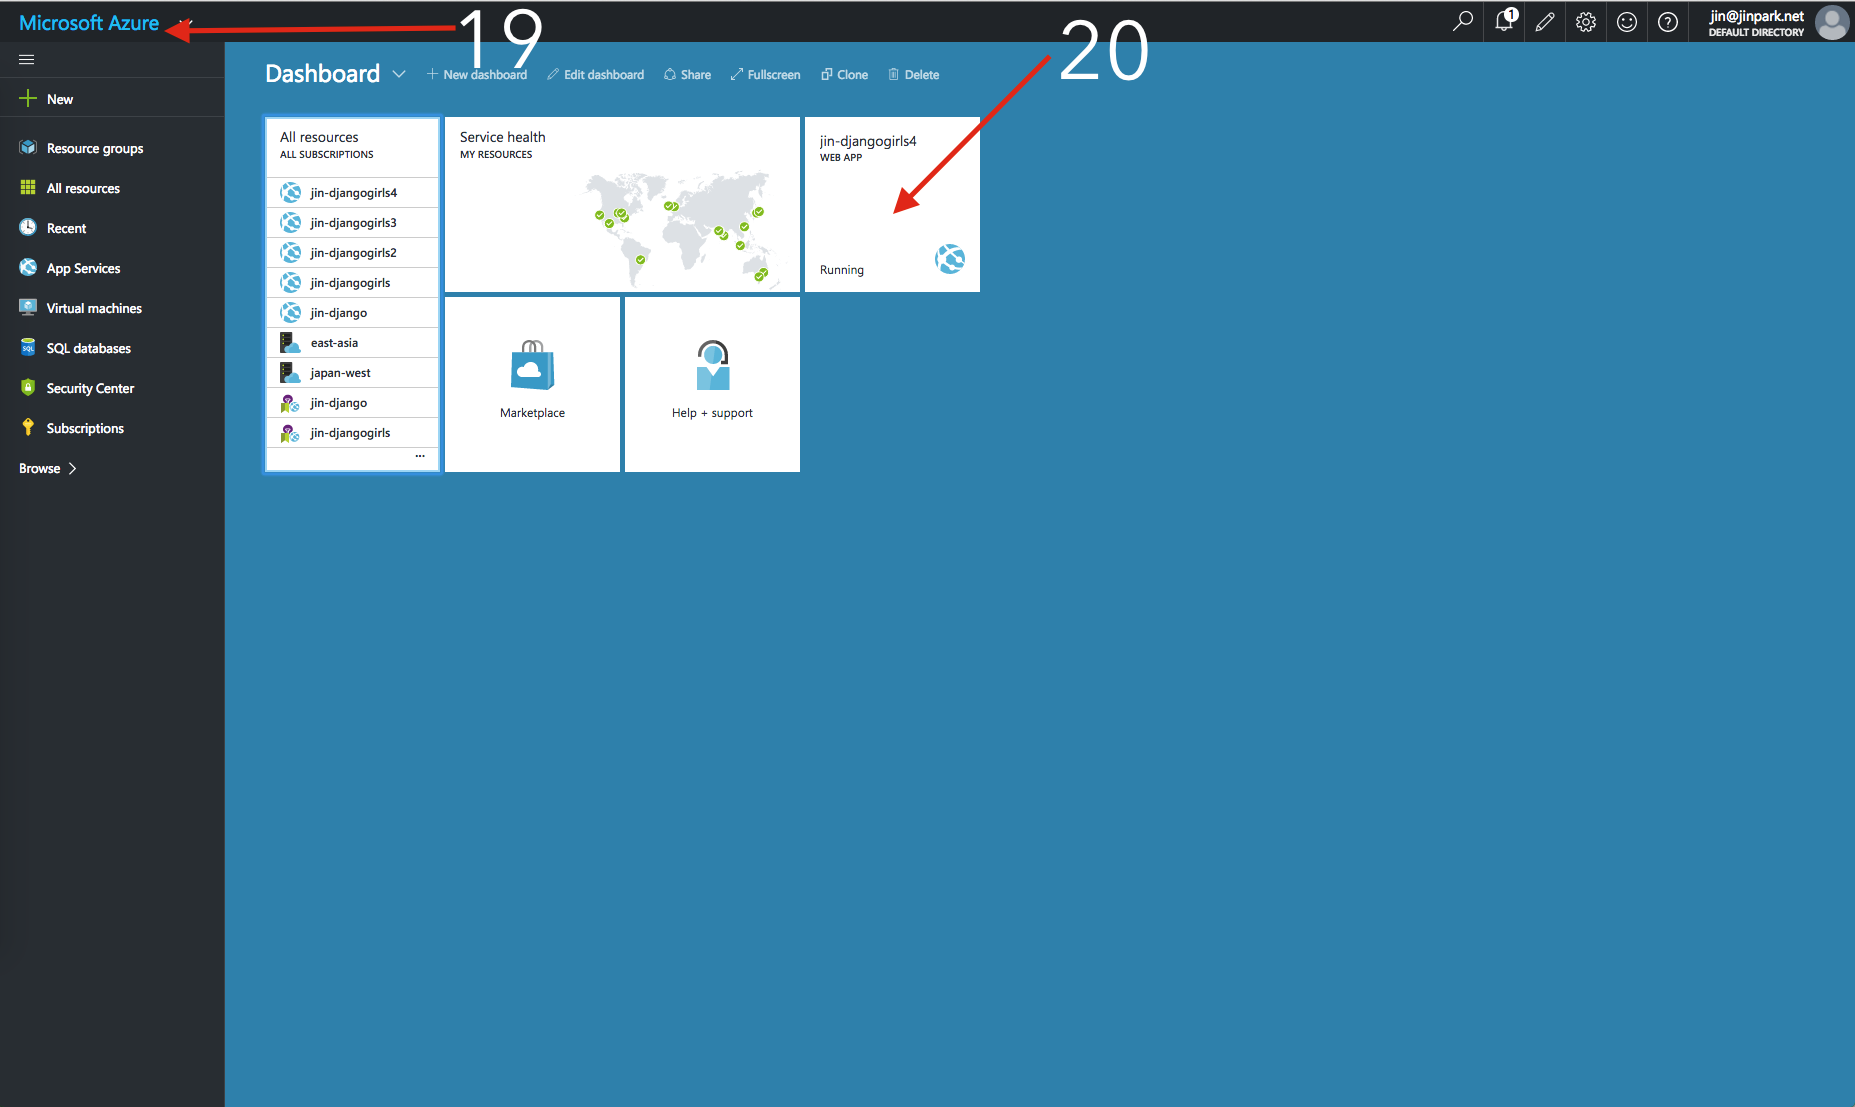 Microsoft Azure
19
20
1
jin@jinpark.net
DEFAULT DIRECTORY
New
Resource groups
All resources
Recent
App Services
Virtual machines
SQL databases
Security Center
Subscriptions
Browse
Dashboard
New dashboard
Edit dashboard
Share
Fullscreen
Clone
Delete
All resources
ALL SUBSCRIPTIONS
jin-djangogirls4
jin-djangogirls3
jin-djangogirls2
jin-djangogirls
jin-django
east-asia
japan-west
jin-django
jin-djangogirls
...
Service health
MY RESOURCES
jin-djangogirls4
WEB APP
Running
Marketplace
Help + support
SQL